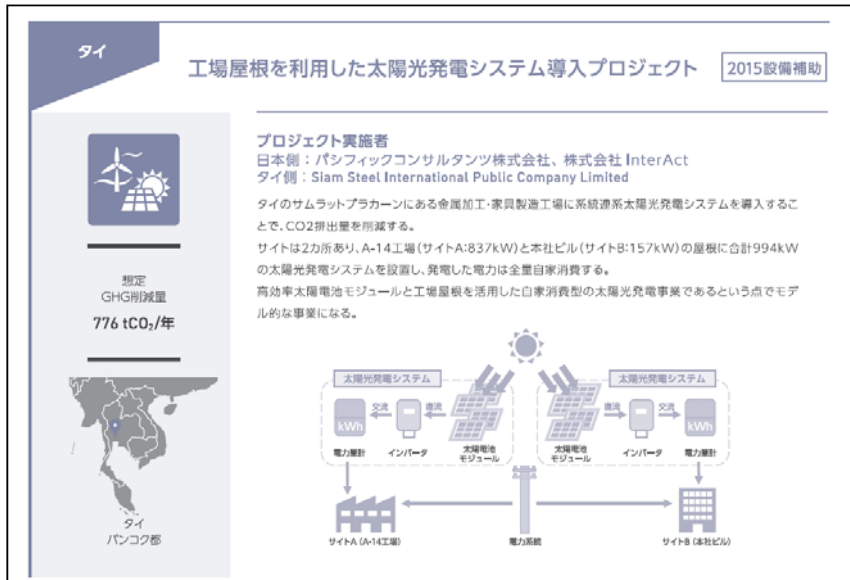 タイ
工場屋根を利用した太陽光発電システム導入プロジェクト
2015設備補助
想定
GHG削減量
776 tCO₂/年
タイ
バンコク都
プロジェクト実施者
日本側：パシフィックコンサルタンツ株式会社、株式会社 InterAct
タイ側：Siam Steel International Public Company Limited
タイのサムラットプラカーンにある金属加工・家具製造工場に系統連系太陽光発電システムを導入するこ
とで、CO2排出量を削減する。
サイトは2カ所あり、A-14工場（サイトA:837kW）と本社ビル（サイトB:157kW）の屋根に合計994kW
の太陽光発電システムを設置し、発電した電力は全量自家消費する。
高効率太陽電池モジュールと工場屋根を活用した自家消費型の太陽光発電事業であるという点でモデ
ル的な事業になる。
太陽光発電システム
太陽光発電システム
kWh
交流
直流
直流
交流
kWh
電力量計
インバータ
太陽電池
モジュール
太陽電池
モジュール
インバータ
電力量計
サイトA（A-14工場）
電力系統
サイトB（本社ビル）